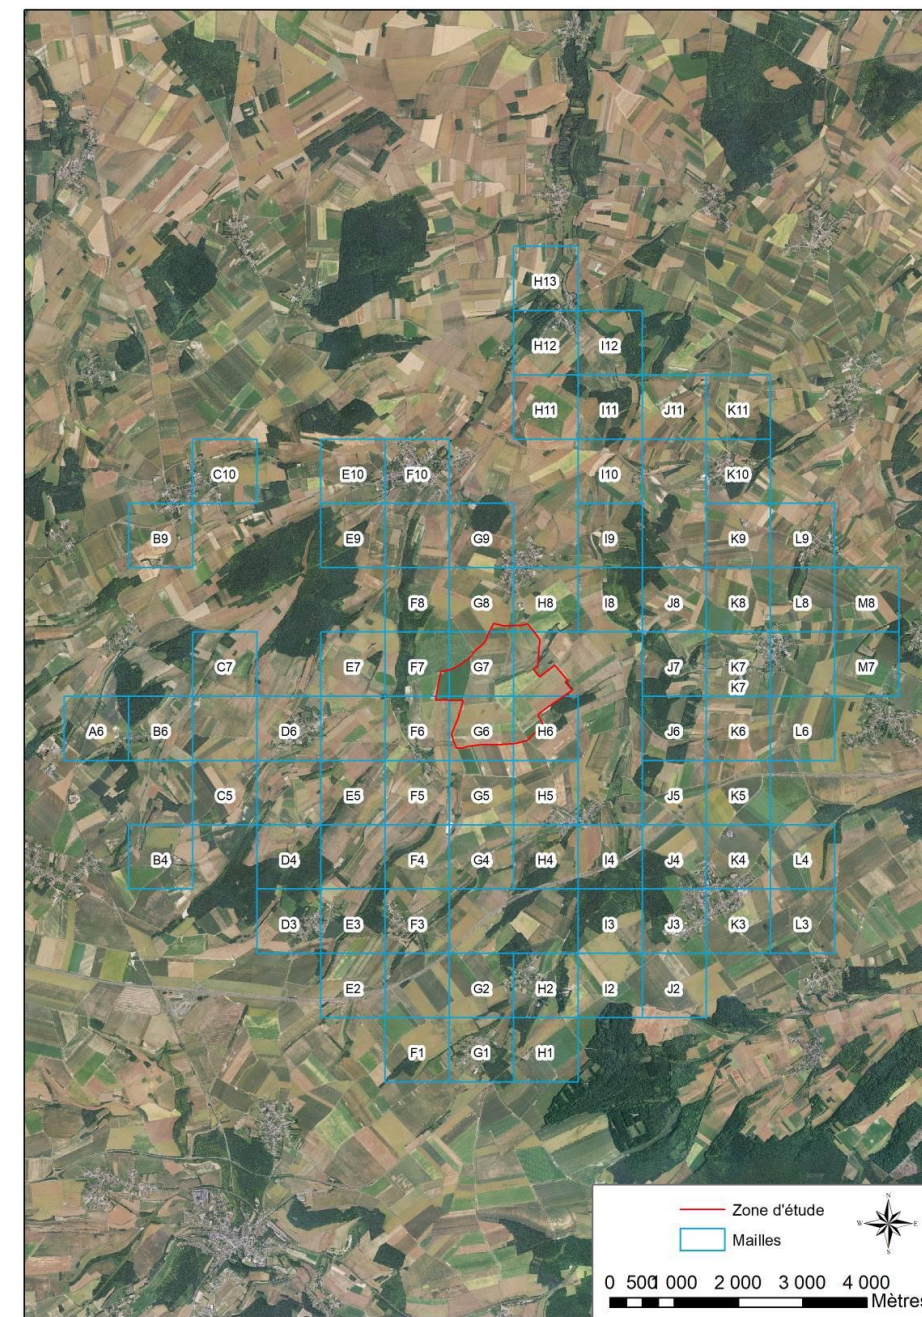 H13
H12 I12
H11 I11 J11 K11
C10 E10 F10 I10 K10
B9 E9 G9 I9 K9 L9
F8 G8 H8 I8 J8 K8 L8 M8
C7 E7 F7 G7 J7 K7 M7
K7
A6 B6 D6 F6 G6 H6 J6 K6 L6
C5 E5 F5 G5 H5 J5 K5
B4 D4 F4 G4 H4 I4 J4 K4 L4
D3 E3 F3 I3 J3 K3 L3
E2 G2 H2 I2 J2
F1 G1 H1
Zone d'étude
Mailles
N
W E
S
0 500 1 000 2 000 3 000 4 000
Mètres